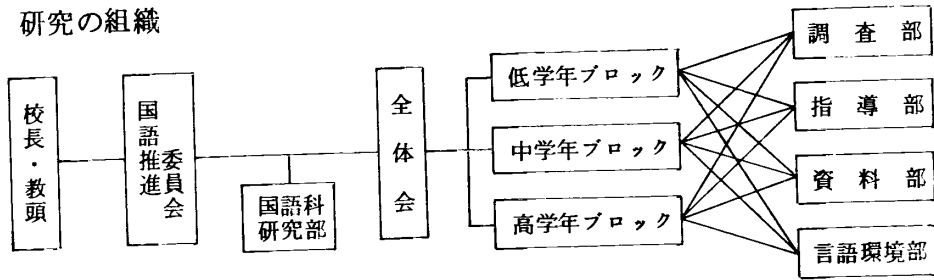 研究の組織
校長・教頭
国語推進
委員会
国語科
研究部
全体会
低学年ブロック
中学年ブロック
高学年ブロック
調査部
指導部
資料部
言語環境部